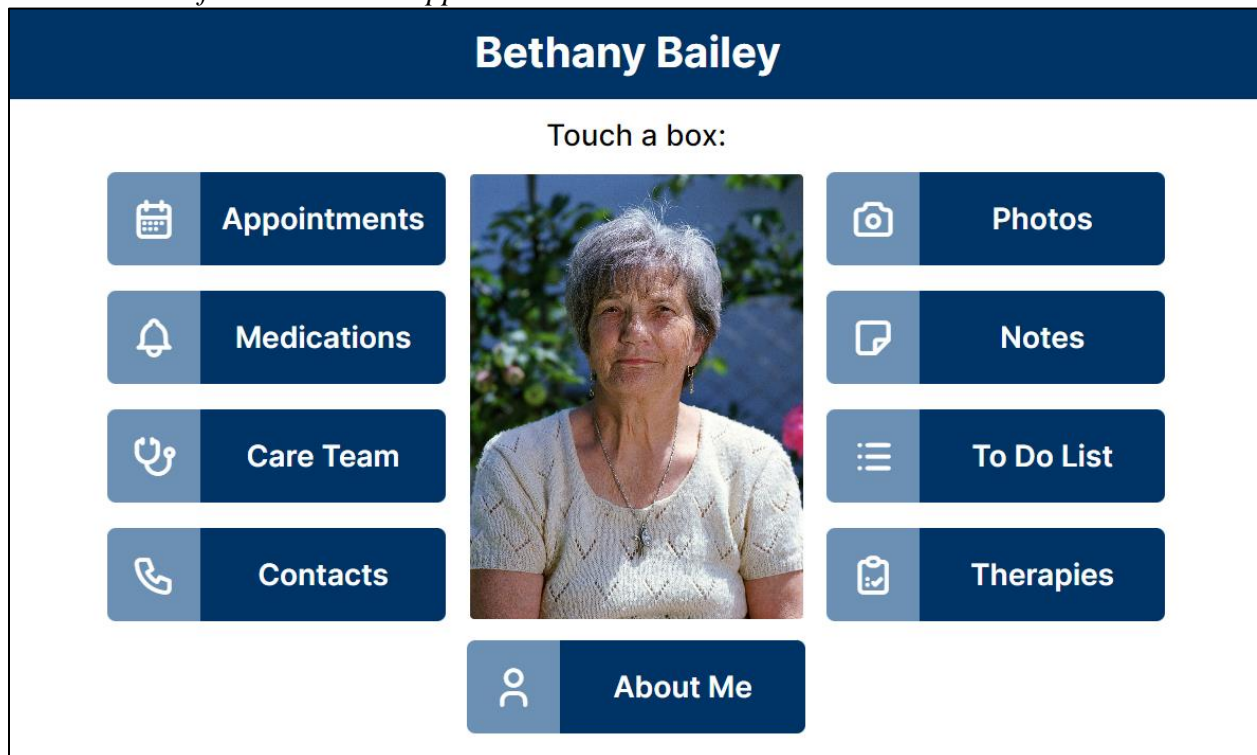 Bethany Bailey
Touch a box:
Appointments
Medications
Care Team
Contacts
Photos
Notes
To Do List
Therapies
About Me